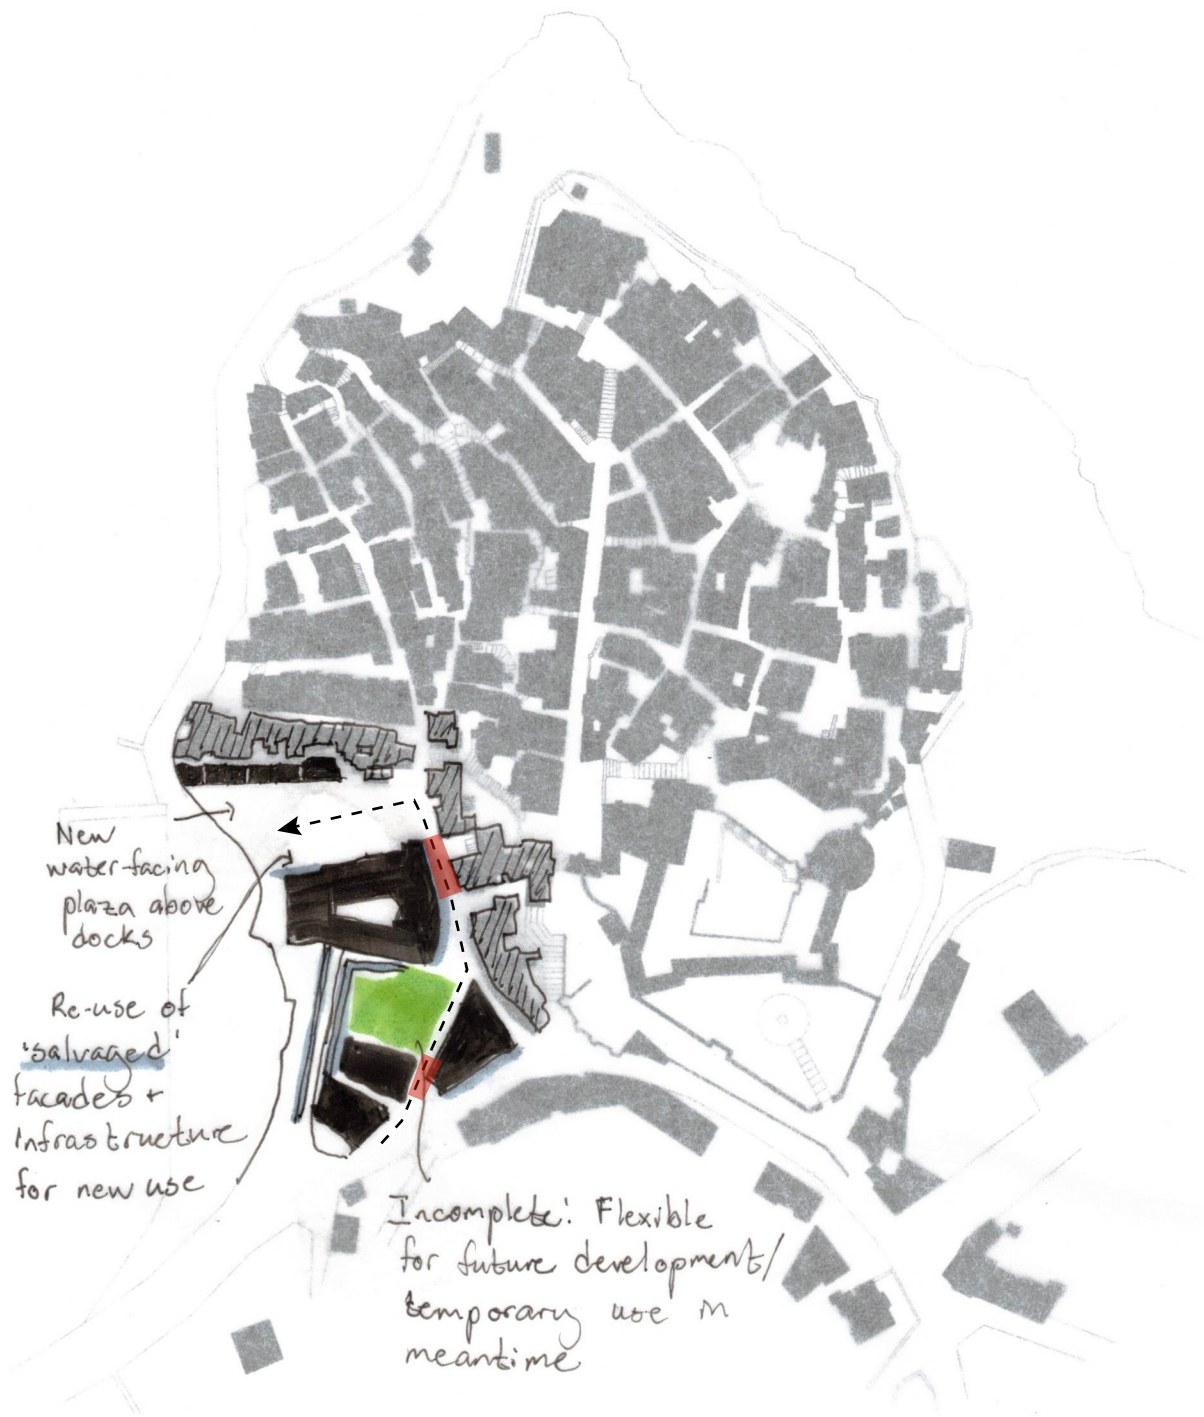 New
water-facing
plaza above
docks
Re-use of
'salvaged'
facades +
infrastructure
for new use
Incomplete: Flexible
for future development/
temporary use in
meantime